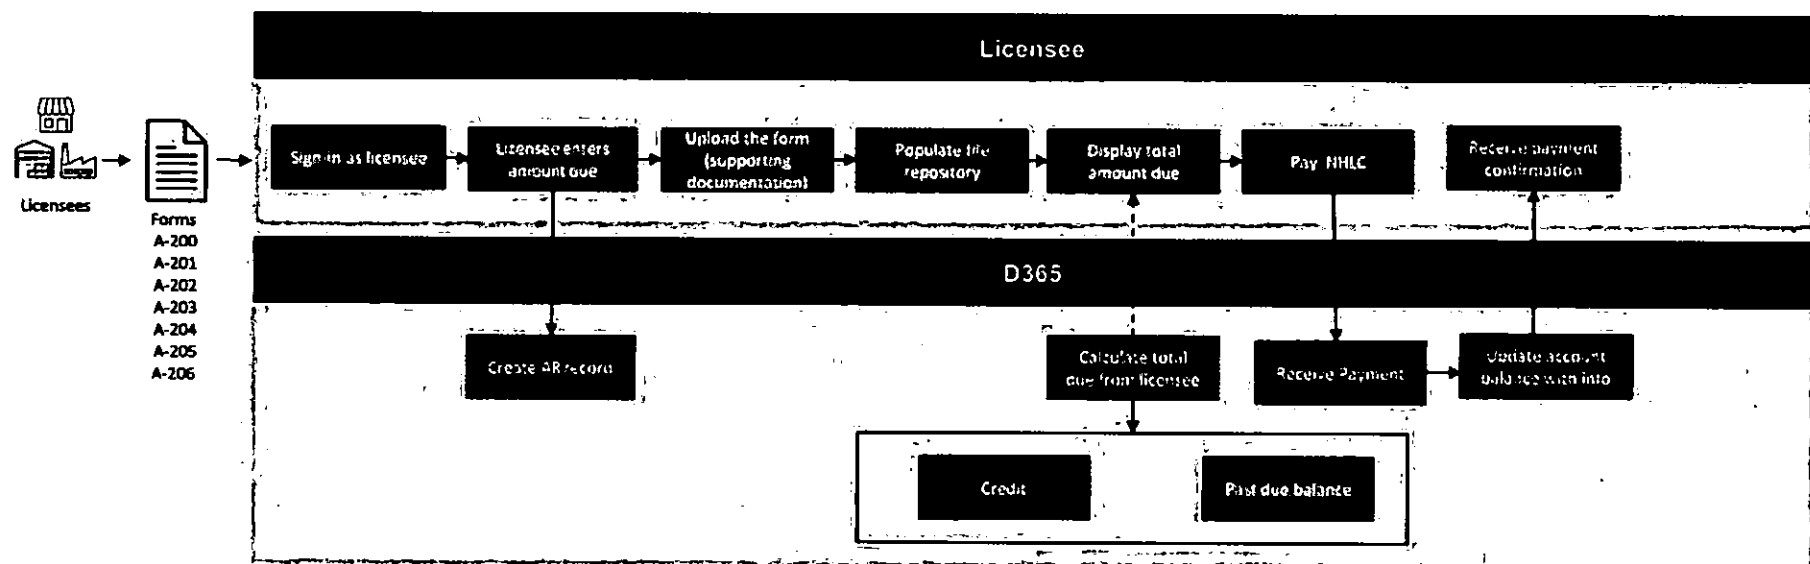 Licensee
Licensees
Forms
A-200
A-201
A-202
A-203
A-204
A-205
A-206
Sign-in as licensee
Licensee enters
amount due
Upload the form
(supporting
documentation)
Populate file
repository
Display total
amount due
Pay NHLC
Receive payment
confirmation
D365
Create AR record
Calculate total
due from licensee
Receive Payment
Update account
balance with info
Credit
Past due balance